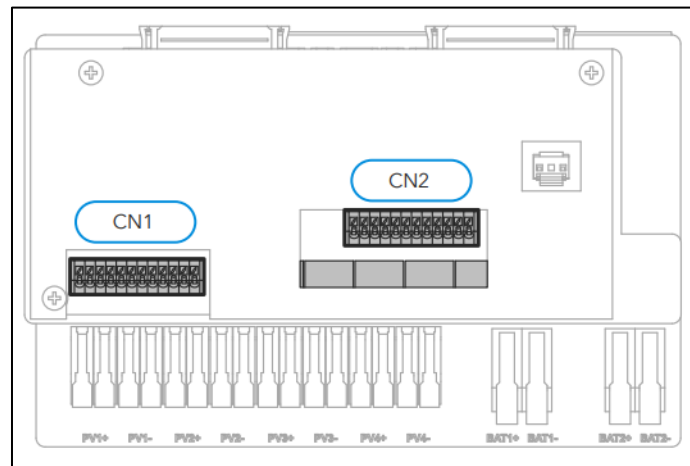 CN2
CN1
PV1+ PV1- PV2+ PV2- PV3+ PV3- PV4+ PV4- BAT1+ BAT1- BAT2+ BAT2-